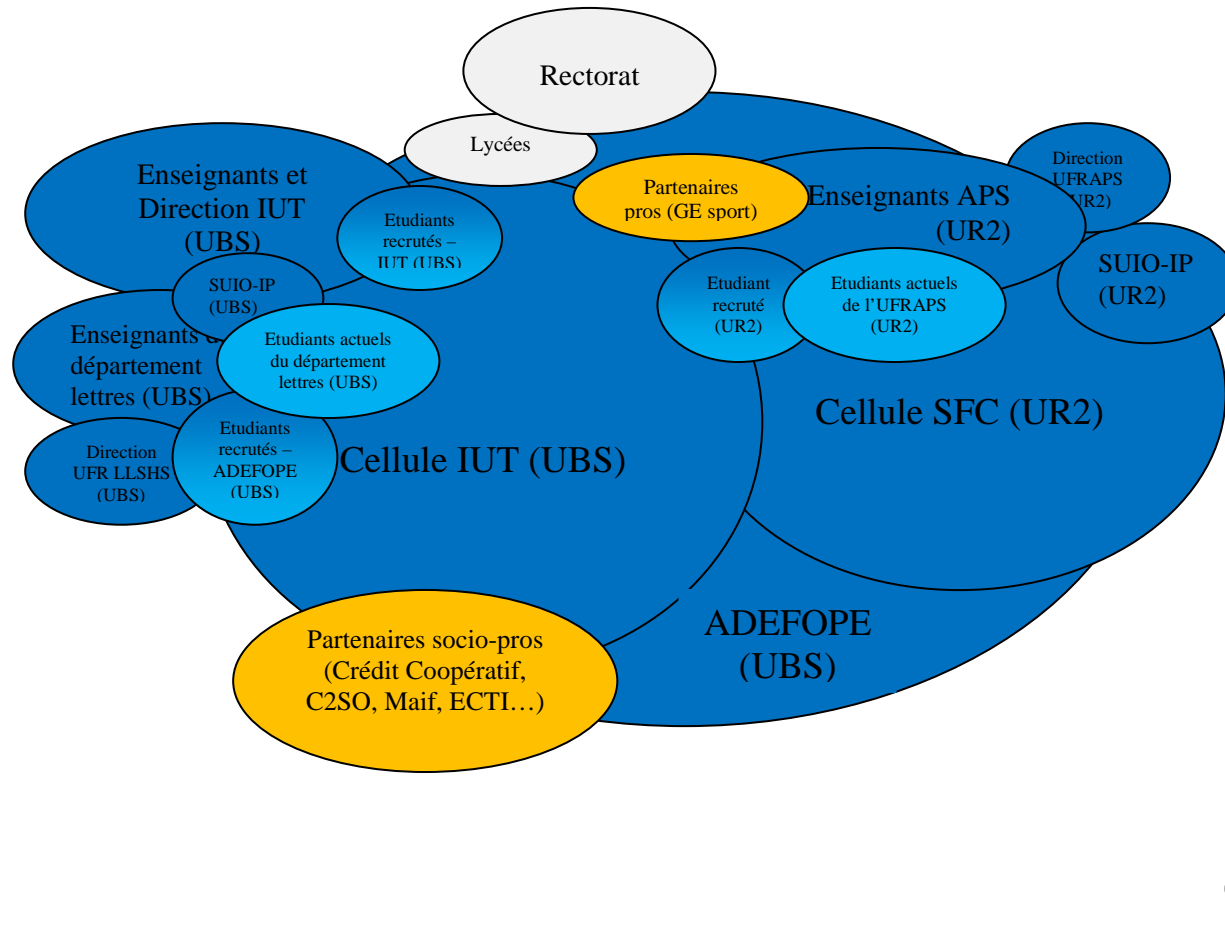 Rectorat
Lycées
Enseignants et
Direction IUT
(UBS)
Etudiants
recrutés –
IUT (UBS)
Partenaires
pros (GE sport)
Enseignants APS
(UR2)
Direction
UFRAPS
(UR2)
SUIO-IP
(UR2)
SUIO-IP
(UBS)
Etudiant
recruté
(UR2)
Etudiants actuels
de l’UFRAPS
(UR2)
Enseignants d
département
lettres (UBS)
Etudiants actuels
du département
lettres (UBS)
Direction
UFR LLSHS
(UBS)
Etudiants
recrutés –
ADEFOPE
(UBS)
Cellule IUT (UBS)
Cellule SFC (UR2)
ADEFOPE
(UBS)
Partenaires socio-pros
(Crédit Coopératif,
C2SO, Maif, ECTI…)